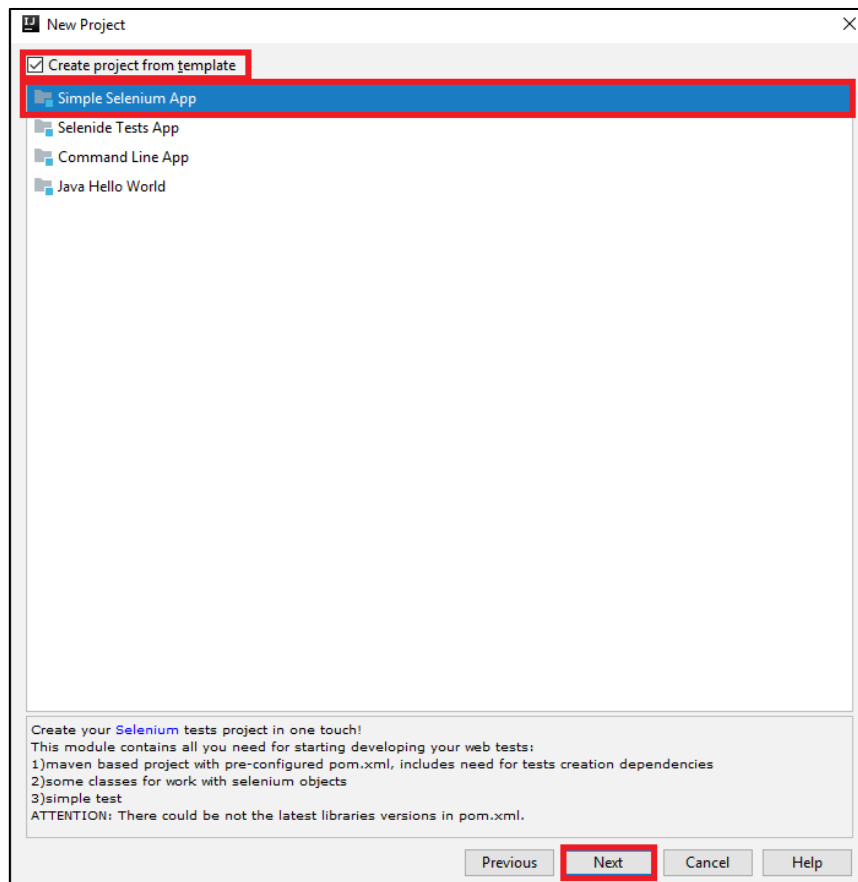 New Project
Create project from template
Simple Selenium App
Selenide Tests App
Command Line App
Java Hello World
Create your Selenium tests project in one touch!
This module contains all you need for starting developing your web tests:
1)maven based project with pre-configured pom.xml, includes need for tests creation dependencies
2)some classes for work with selenium objects
3)simple test
ATTENTION: There could be not the latest libraries versions in pom.xml.
Previous Next Cancel Help